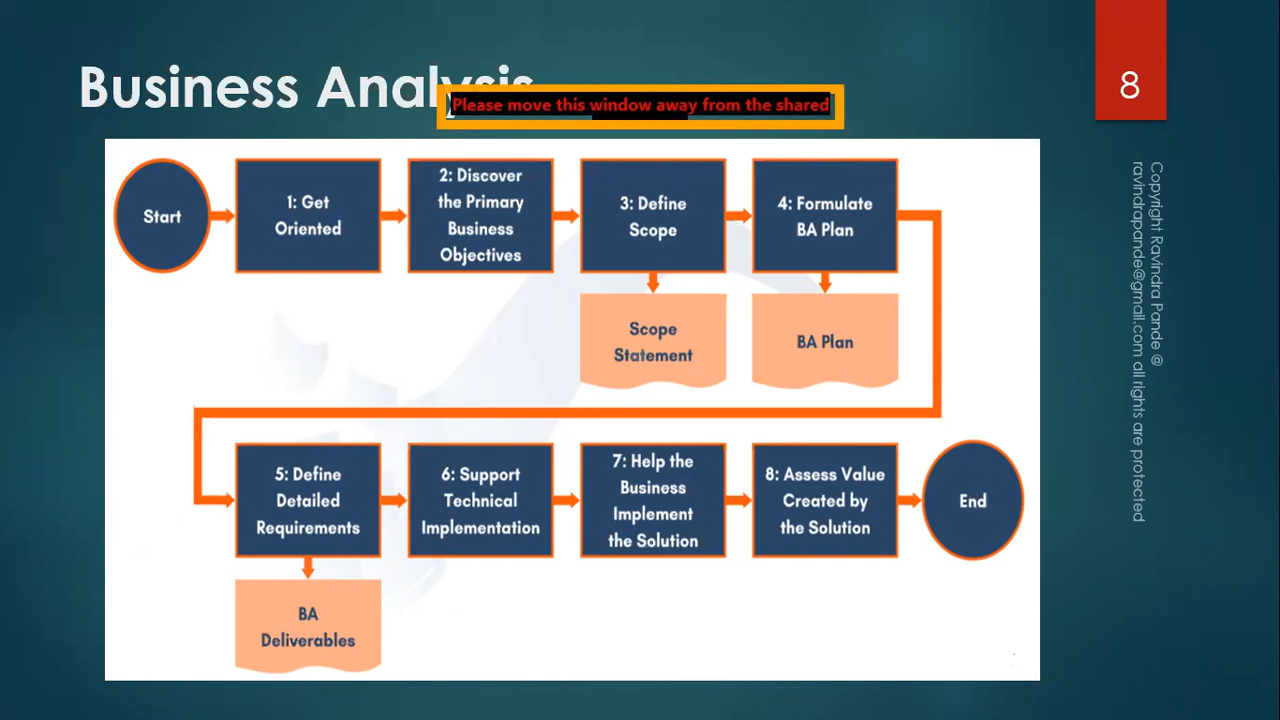 Business Analysis
Please move this window away from the shared
8
Start
1: Get
Oriented
2: Discover
the Primary
Business
Objectives
3: Define
Scope
4: Formulate
BA Plan
Scope
Statement
BA Plan
5: Define
Detailed
Requirements
6: Support
Technical
Implementation
7: Help the
Business
Implement
the Solution
8: Assess Value
Created by
the Solution
End
BA
Deliverables
Copyright Ravindra Pande @
ravindrapande@gmail.com all rights are protected